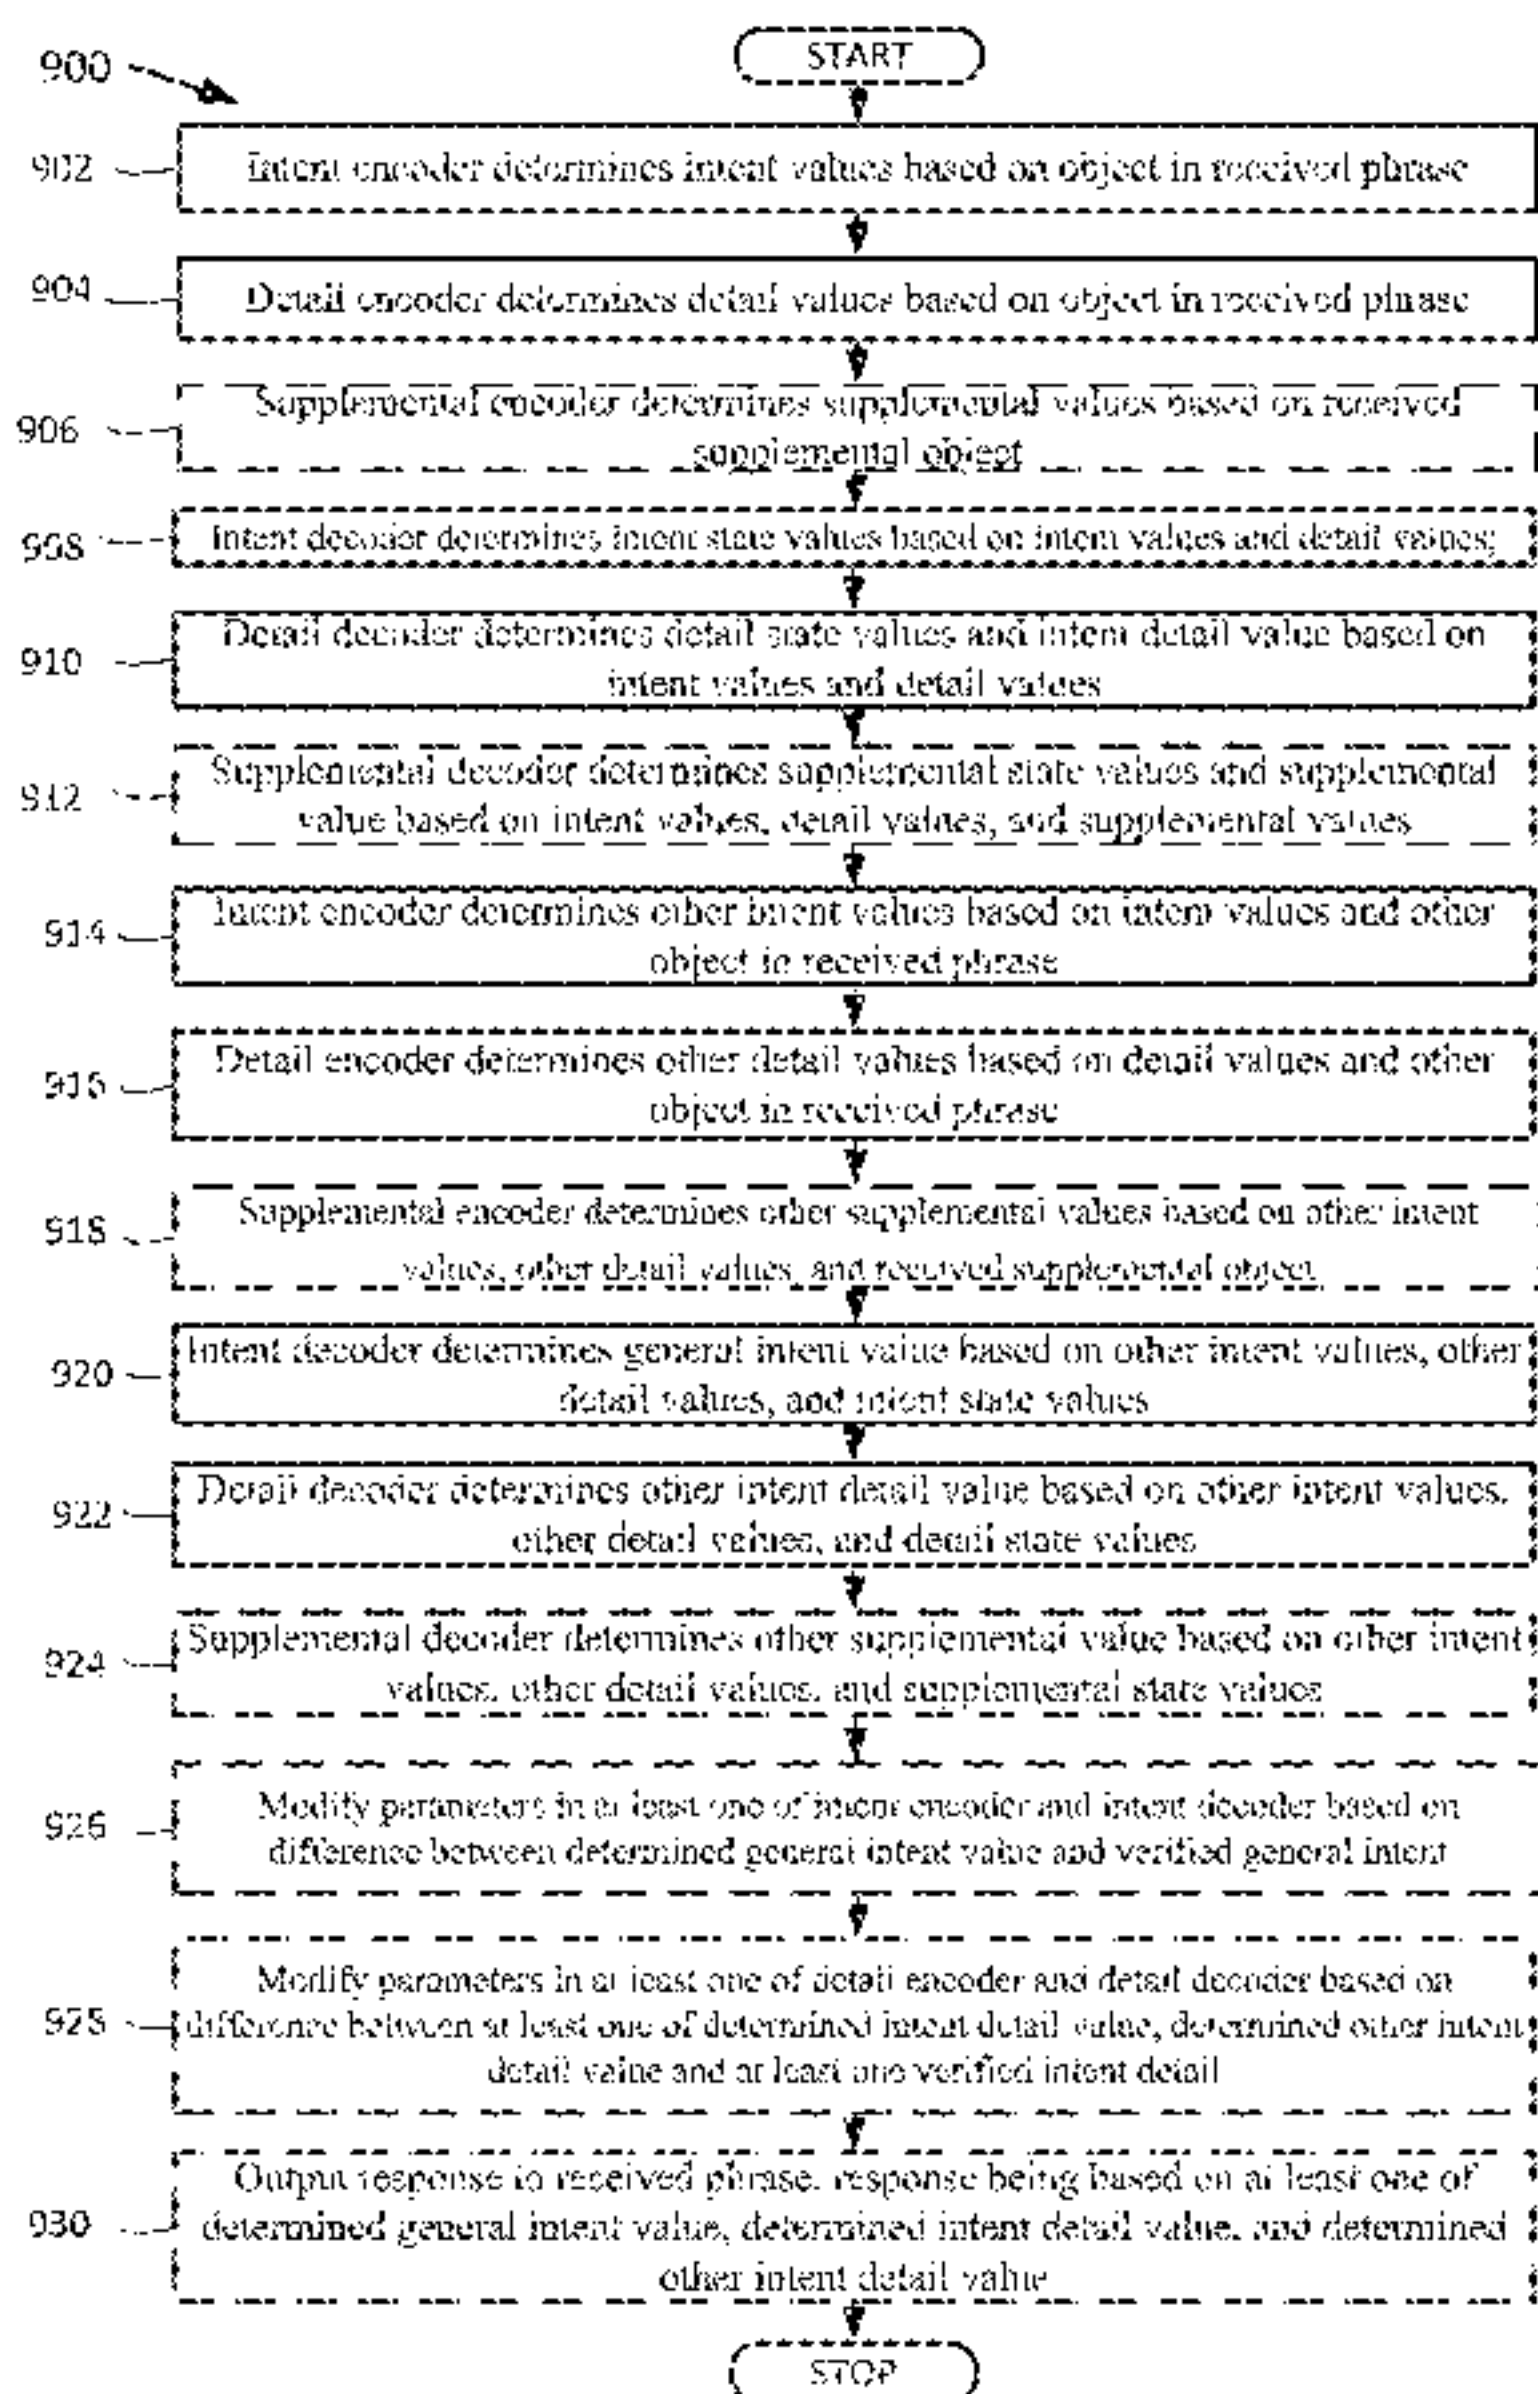 900
START
902
Intent encoder determines intent values based on object in received phrase
904
Detail encoder determines detail values based on object in received phrase
906
Supplemental encoder determines supplemental values based on received
supplemental object
908
Intent decoder determines intent state values based on intent values and detail values;
910
Detail decoder determines detail state values and intent detail value based on
intent values and detail values
912
Supplemental decoder determines supplemental state values and supplemental
value based on intent values, detail values, and supplemental values
914
Intent encoder determines other intent values based on intent values and other
object in received phrase
916
Detail encoder determines other detail values based on detail values and other
object in received phrase
918
Supplemental encoder determines other supplemental values based on other intent
values, other detail values, and received supplemental object
920
Intent decoder determines general intent value based on other intent values, other
detail values, and intent state values
922
Detail decoder determines other intent detail value based on other intent values,
other detail values, and detail state values
924
Supplemental decoder determines other supplemental value based on other intent
values, other detail values, and supplemental state values
926
Modify parameters in at least one of intent encoder and intent decoder based on
difference between determined general intent value and verified general intent
928
Modify parameters in at least one of detail encoder and detail decoder based on
difference between at least one of determined intent detail value, determined other intent
detail value and at least one verified intent detail
930
Output response to received phrase, response being based on at least one of
determined general intent value, determined intent detail value, and determined
other intent detail value
STOP